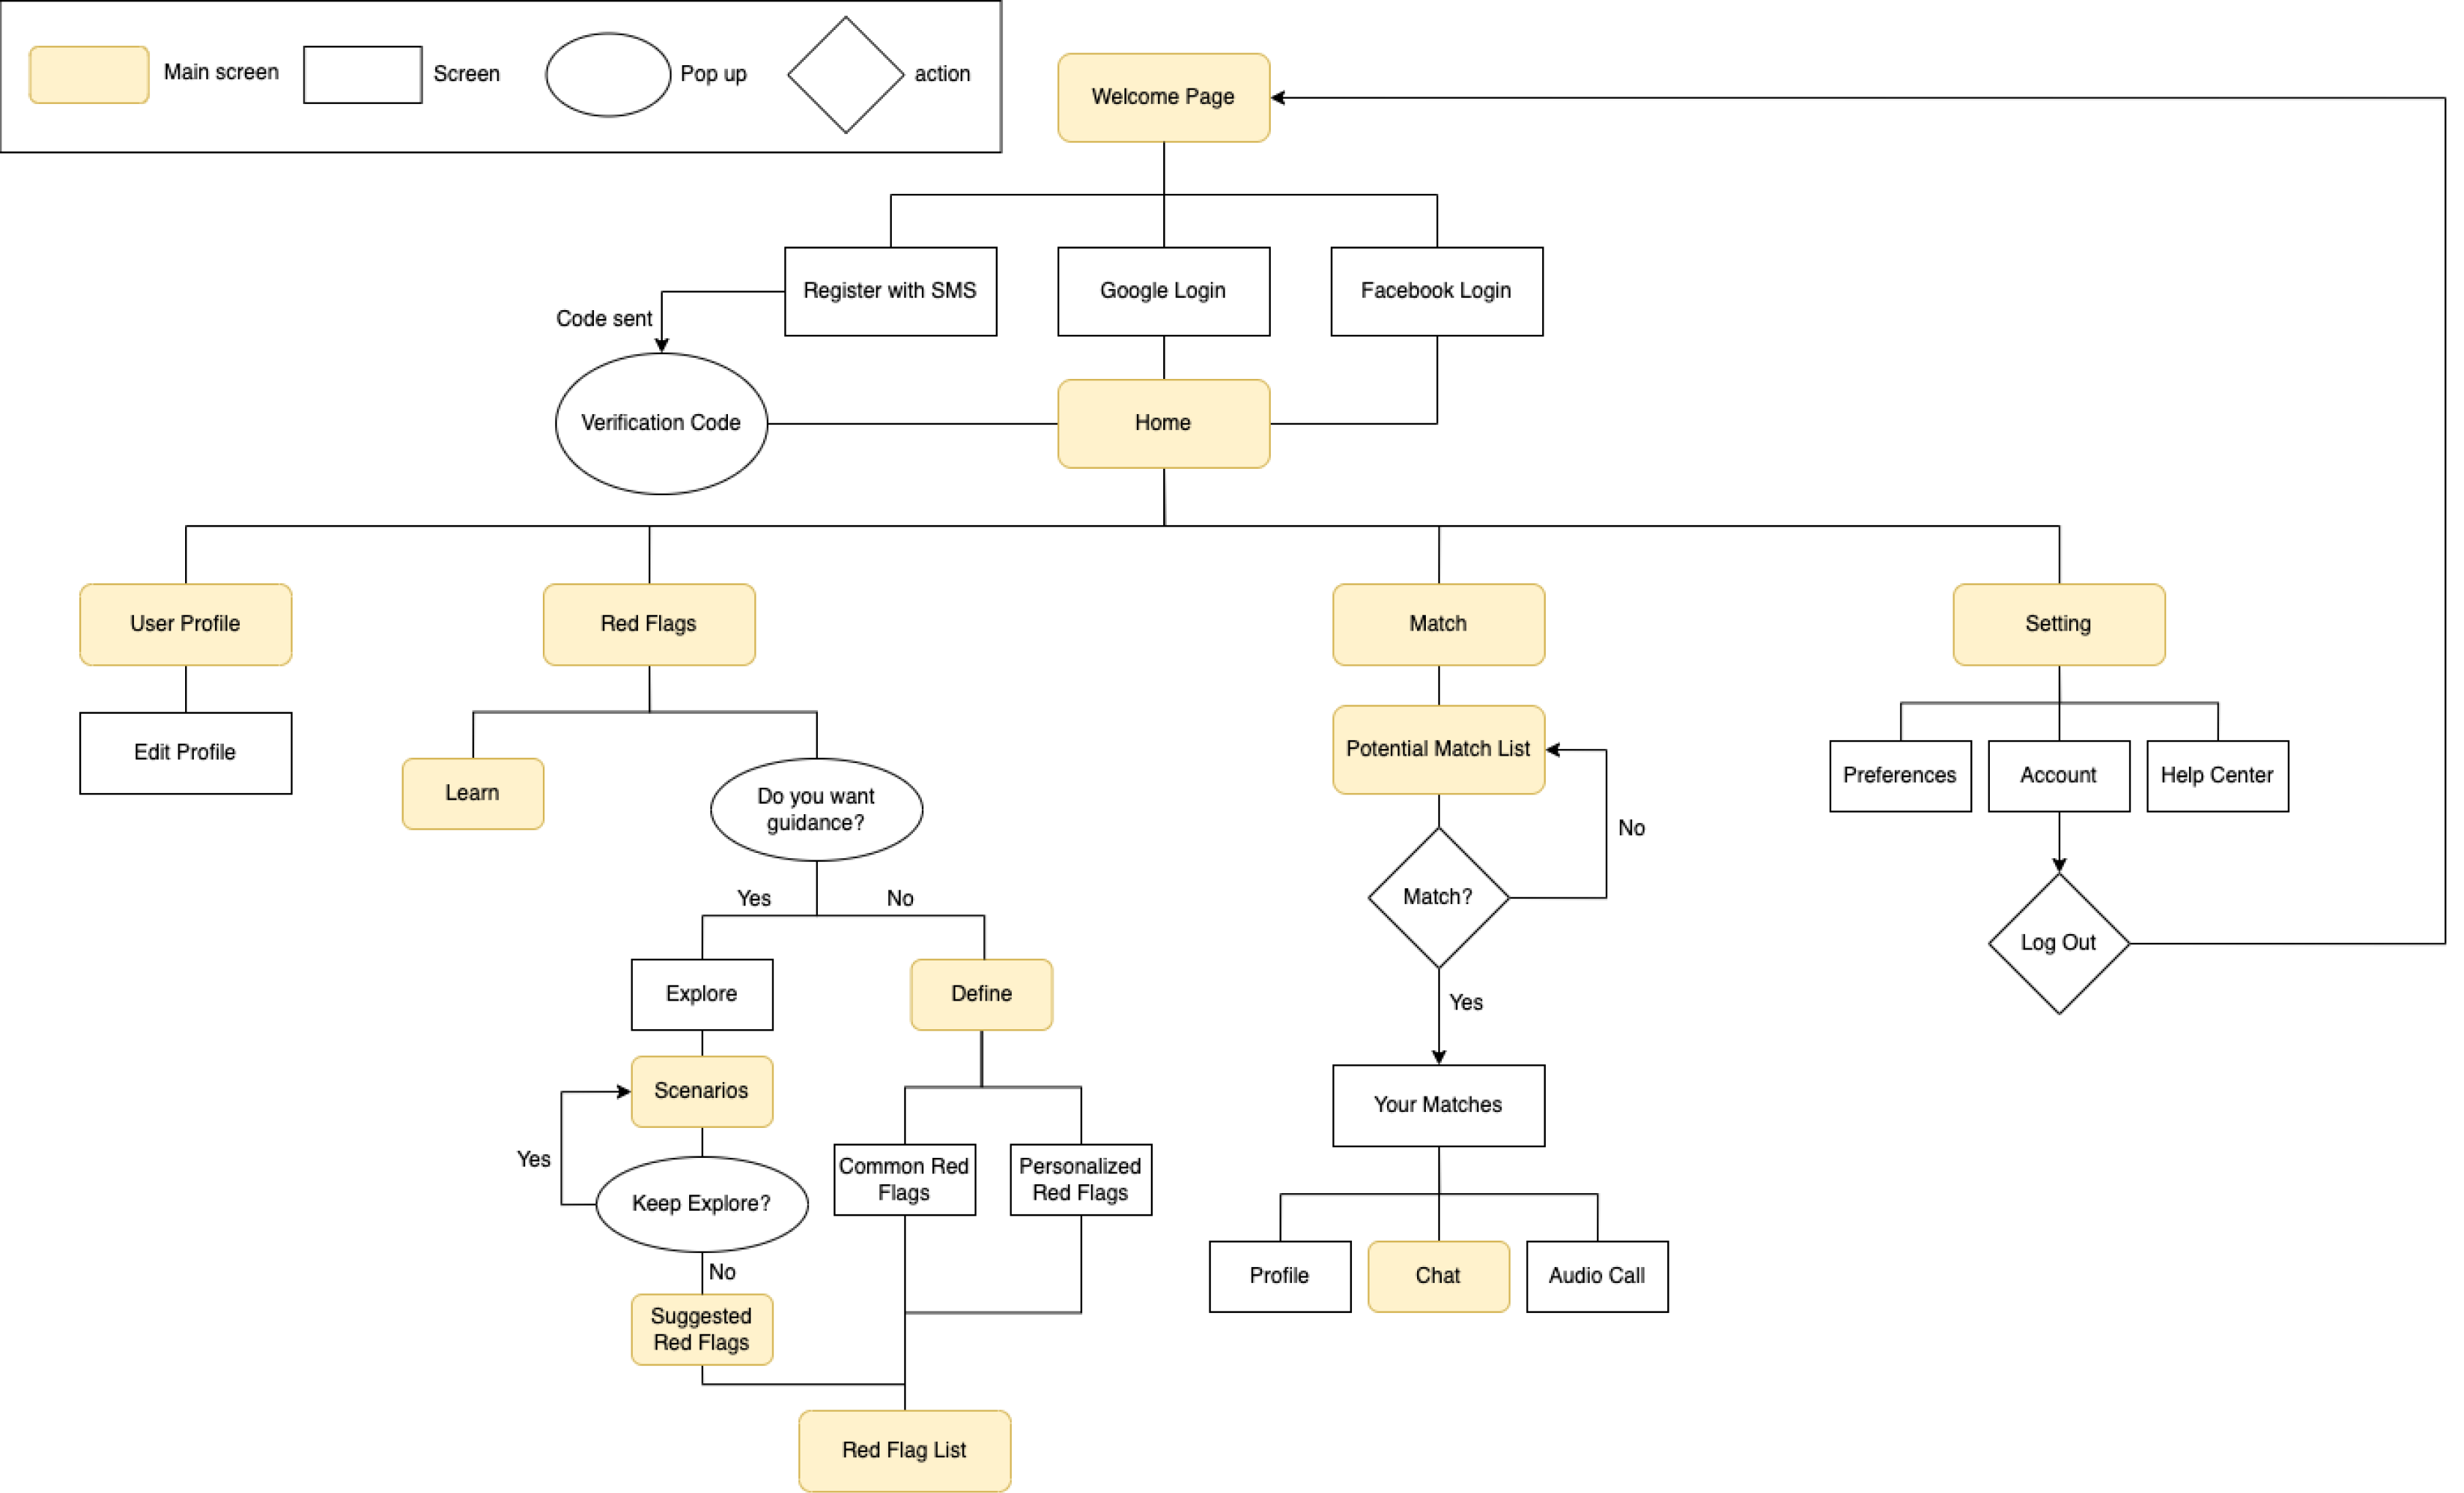 Main screen
Screen
Pop up
action
Welcome Page
Register with SMS
Google Login
Facebook Login
Code sent
Verification Code
Home
User Profile
Red Flags
Match
Setting
Edit Profile
Learn
Do you want
guidance?
Potential Match List
Preferences
Account
Help Center
No
Yes
No
Match?
Log Out
Explore
Define
Yes
Scenarios
Your Matches
Yes
Keep Explore?
Common Red
Flags
Personalized
Red Flags
No
Profile
Chat
Audio Call
Suggested
Red Flags
Red Flag List